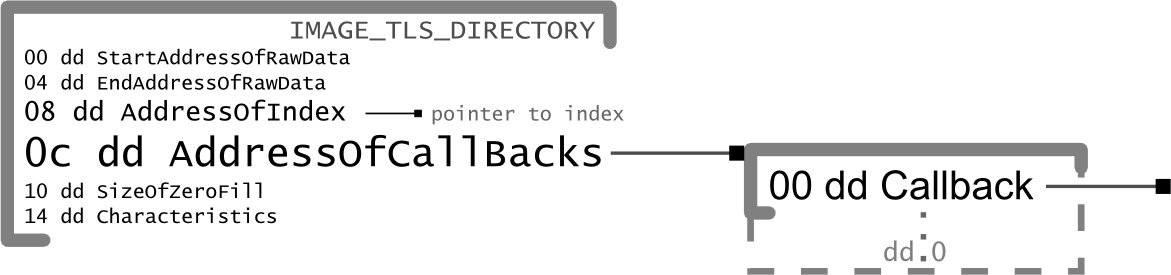 IMAGE_TLS_DIRECTORY
00 dd StartAddressOfRawData
04 dd EndAddressOfRawData
08 dd AddressOfIndex
pointer to index
0c dd AddressOfCallBacks
10 dd SizeOfZeroFill
14 dd Characteristics
00 dd Callback
dd 0